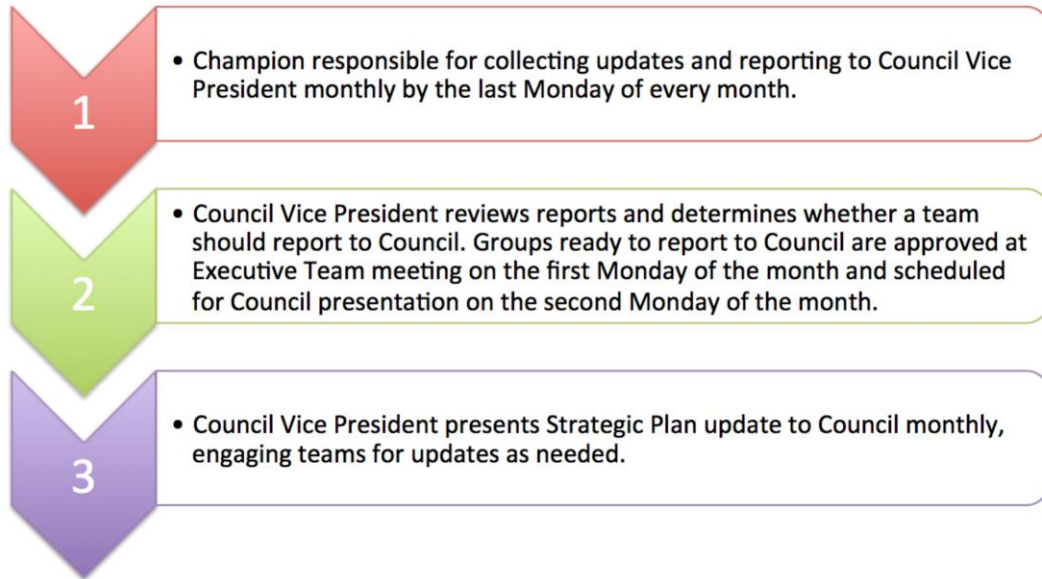 1
• Champion responsible for collecting updates and reporting to Council Vice
President monthly by the last Monday of every month.
2
• Council Vice President reviews reports and determines whether a team
should report to Council. Groups ready to report to Council are approved at
Executive Team meeting on the first Monday of the month and scheduled
for Council presentation on the second Monday of the month.
3
• Council Vice President presents Strategic Plan update to Council monthly,
engaging teams for updates as needed.